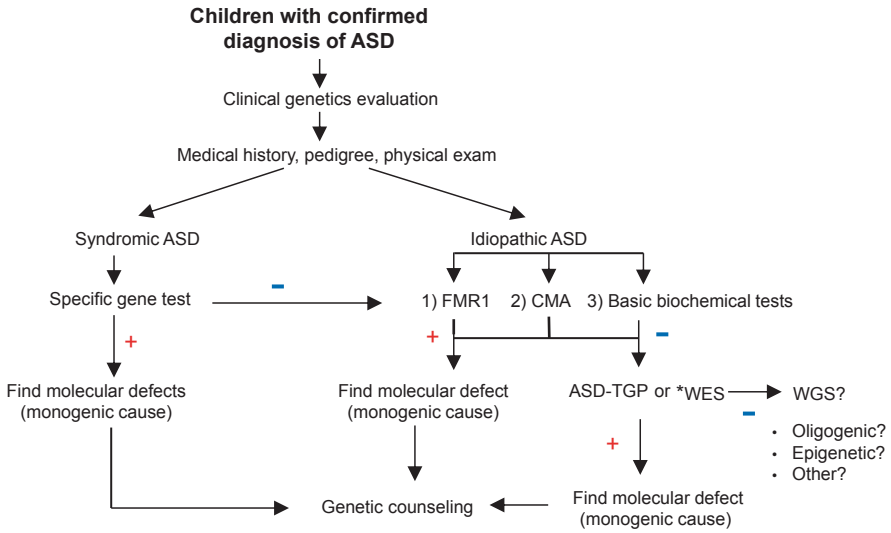 Children with confirmed
diagnosis of ASD
Clinical genetics evaluation
Medical history, pedigree, physical exam
Syndromic ASD
Idiopathic ASD
Specific gene test
−
1) FMR1 2) CMA 3) Basic biochemical tests
+
+
−
Find molecular defects
(monogenic cause)
Find molecular defect
(monogenic cause)
ASD-TGP or *WES
WGS?
−
+
• Oligogenic?
• Epigenetic?
• Other?
Genetic counseling
Find molecular defect
(monogenic cause)